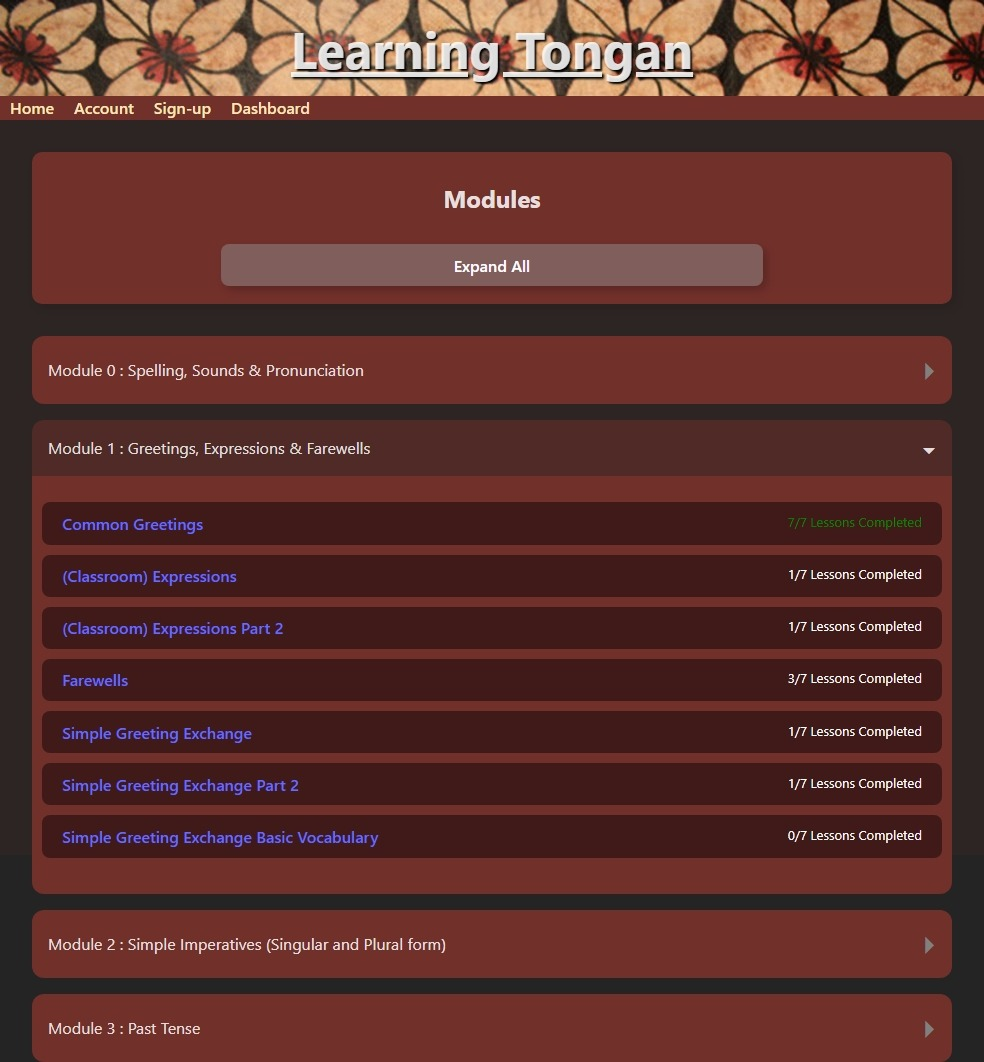 Learning Tongan
Home Account Sign-up Dashboard
Modules
Expand All
Module 0 : Spelling, Sounds & Pronunciation
Module 1 : Greetings, Expressions & Farewells
Common Greetings 7/7 Lessons Completed
(Classroom) Expressions 1/7 Lessons Completed
(Classroom) Expressions Part 2 1/7 Lessons Completed
Farewells 3/7 Lessons Completed
Simple Greeting Exchange 1/7 Lessons Completed
Simple Greeting Exchange Part 2 1/7 Lessons Completed
Simple Greeting Exchange Basic Vocabulary 0/7 Lessons Completed
Module 2 : Simple Imperatives (Singular and Plural form)
Module 3 : Past Tense